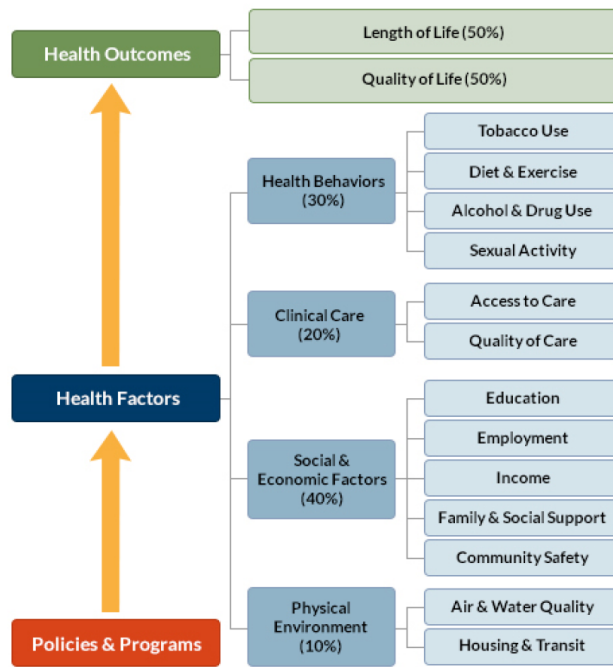 Health Outcomes
Length of Life (50%)
Quality of Life (50%)
Health Factors
Health Behaviors
(30%)
Tobacco Use
Diet & Exercise
Alcohol & Drug Use
Sexual Activity
Clinical Care
(20%)
Access to Care
Quality of Care
Social &
Economic Factors
(40%)
Education
Employment
Income
Family & Social Support
Community Safety
Physical
Environment
(10%)
Air & Water Quality
Housing & Transit
Policies & Programs